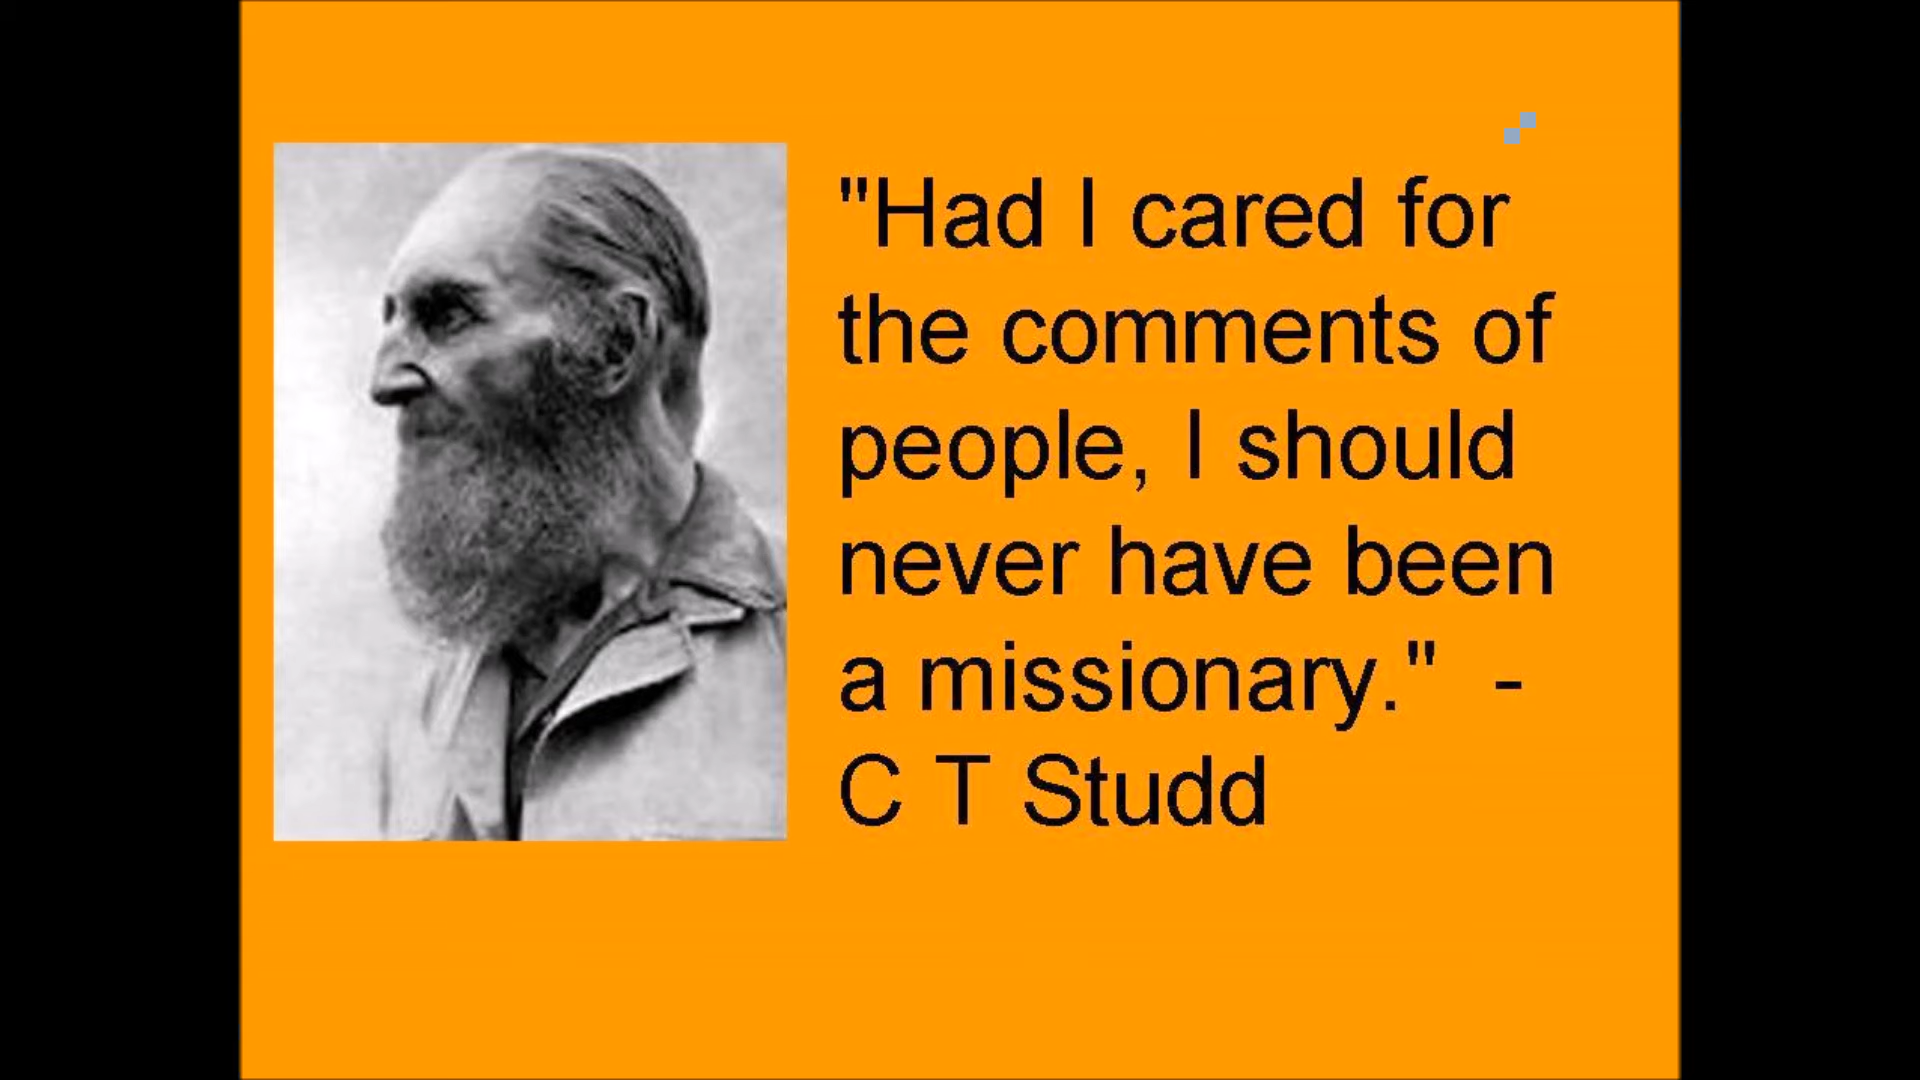 "Had I cared for
the comments of
people, I should
never have been
a missionary."  -
C T Studd